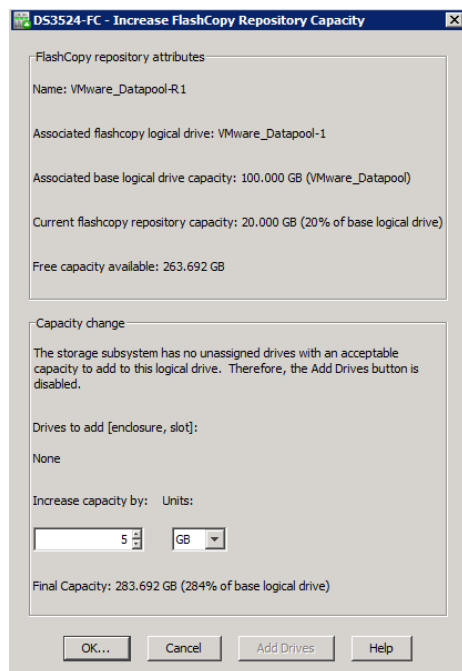 DS3524-FC - Increase FlashCopy Repository Capacity
FlashCopy repository attributes
Name: VMware_Datapool-R1
Associated flashcopy logical drive: VMware_Datapool-1
Associated base logical drive capacity: 100.000 GB (VMware_Datapool)
Current flashcopy repository capacity: 20.000 GB (20% of base logical drive)
Free capacity available: 263.692 GB
Capacity change
The storage subsystem has no unassigned drives with an acceptable
capacity to add to this logical drive. Therefore, the Add Drives button is
disabled.
Drives to add [enclosure, slot]:
None
Increase capacity by: Units:
5 GB
Final Capacity: 283.692 GB (284% of base logical drive)
OK... Cancel Add Drives Help